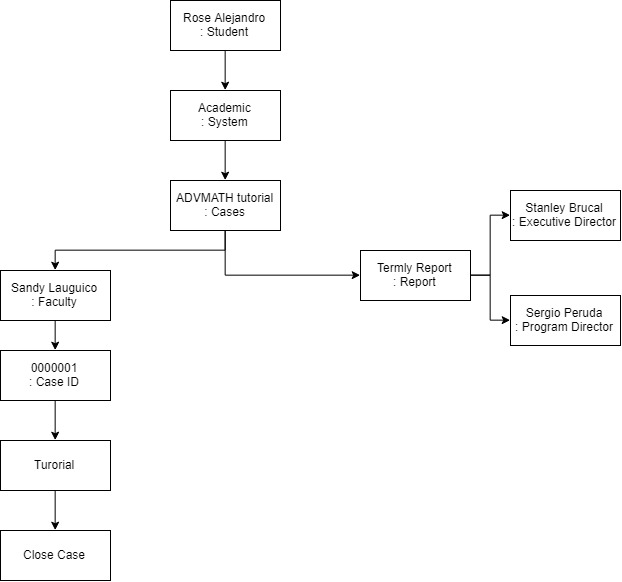 Rose Alejandro
: Student
Academic
: System
ADVMATH tutorial
: Cases
Stanley Brucal
: Executive Director
Termly Report
: Report
Sandy Lauguico
: Faculty
Sergio Peruda
: Program Director
0000001
: Case ID
Turorial
Close Case